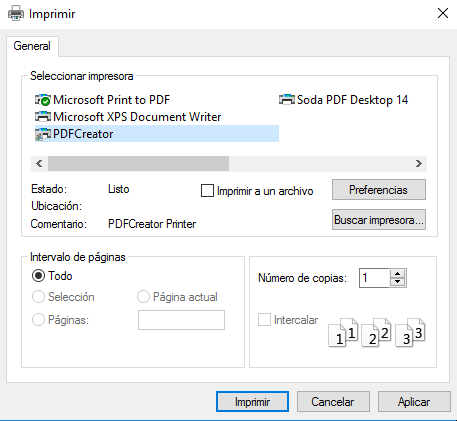 Imprimir
General
Seleccionar impresora
Microsoft Print to PDF
Soda PDF Desktop 14
Microsoft XPS Document Writer
PDFCreator
Estado: Listo
Imprimir a un archivo
Preferencias
Ubicación:
Comentario: PDFCreator Printer
Buscar impresora...
Intervalo de páginas
Todo
Selección
Página actual
Páginas:
Número de copias: 1
Intercalar
1 1 2 2 3 3
Imprimir
Cancelar
Aplicar